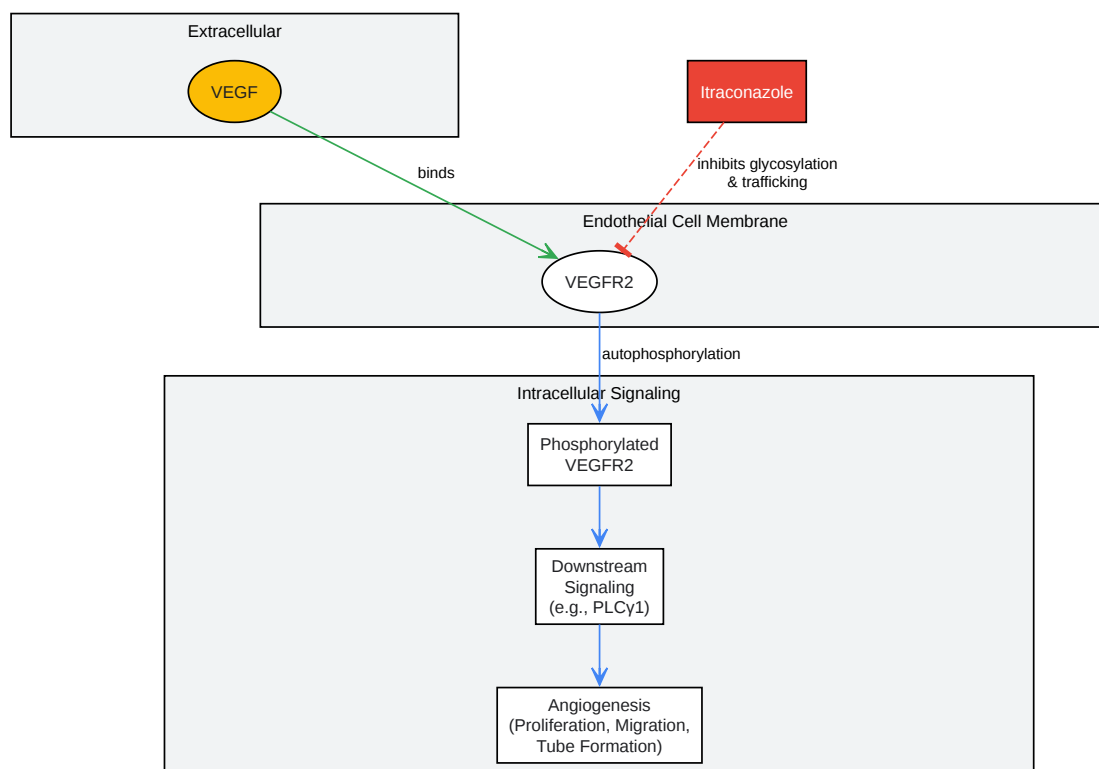 Extracellular
VEGF
Itraconazole
binds
inhibits glycosylation
& trafficking
Endothelial Cell Membrane
VEGFR2
autophosphorylation
Intracellular Signaling
Phosphorylated
VEGFR2
Downstream
Signaling
(e.g., PLCγ1)
Angiogenesis
(Proliferation, Migration,
Tube Formation)